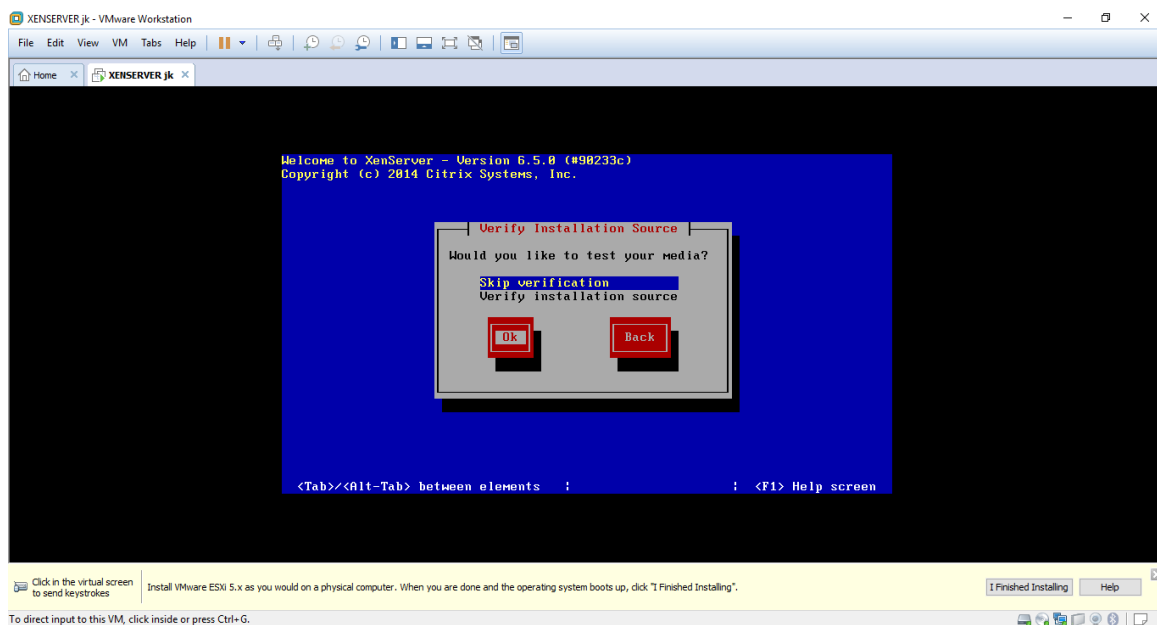 XENSERVER jk - VMware Workstation
File Edit View VM Tabs Help
Home XENSERVER jk
Welcome to XenServer - Version 6.5.0 (#90233c)
Copyright (c) 2014 Citrix Systems, Inc.
Verify Installation Source
Would you like to test your media?
Skip verification
Verify installation source
Ok Back
<Tab>/<Alt-Tab> between elements | | <F1> Help screen
Click in the virtual screen
to send keystrokes
Install VMware ESXi 5.x as you would on a physical computer. When you are done and the operating system boots up, click "I Finished Installing".
I Finished Installing Help
To direct input to this VM, click inside or press Ctrl+G.